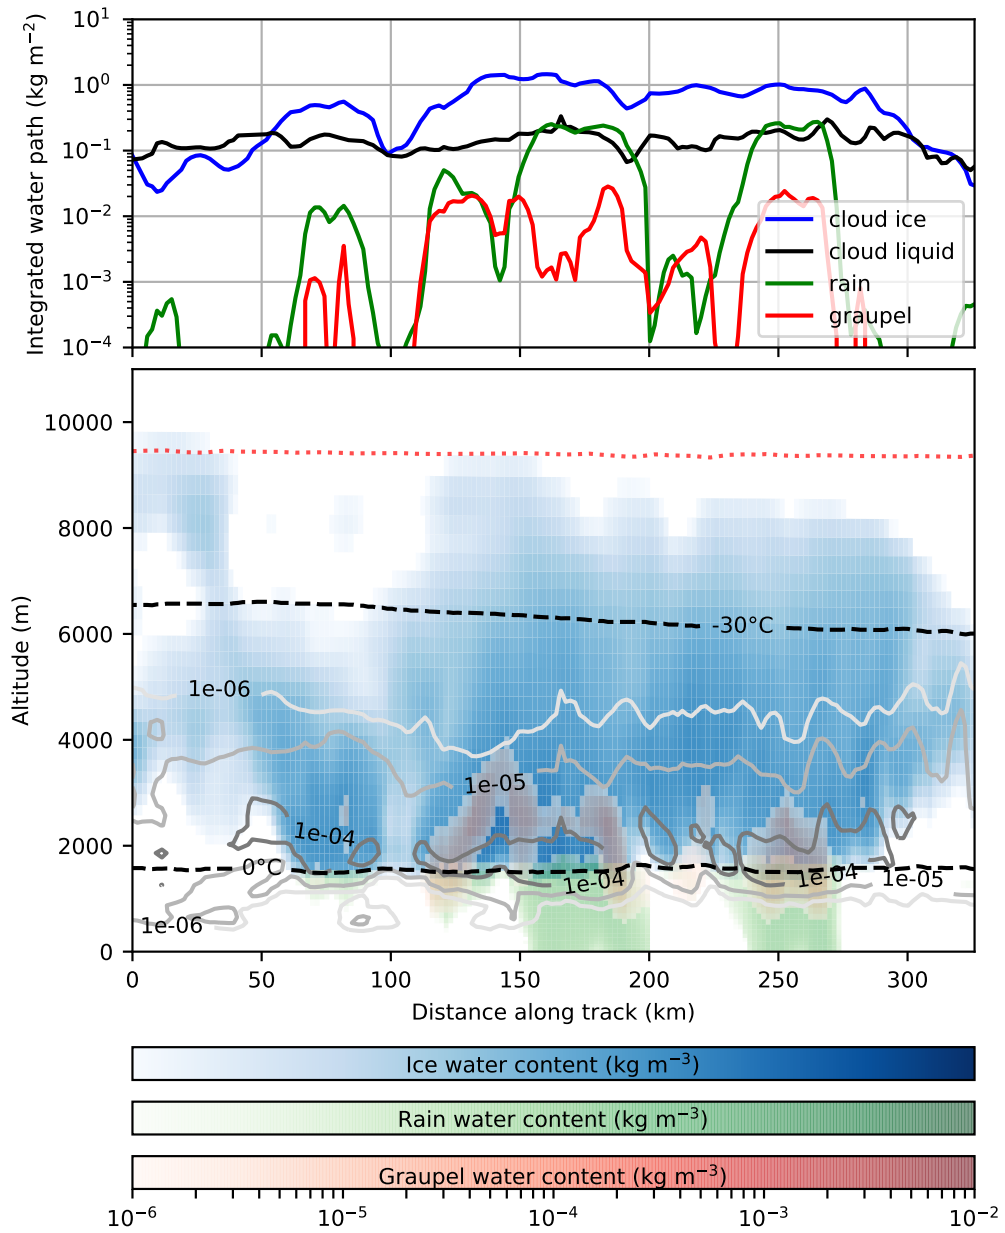 Integrated water path (kg m⁻²)
10¹
10⁰
10⁻¹
10⁻²
10⁻³
10⁻⁴
cloud ice
cloud liquid
rain
graupel
Altitude (m)
10000
8000
6000
4000
2000
0
-30°C
1e-06
1e-05
1e-04
0°C
1e-04
1e-04
1e-05
1e-06
0 50 100 150 200 250 300
Distance along track (km)
Ice water content (kg m⁻³)
Rain water content (kg m⁻³)
Graupel water content (kg m⁻³)
10⁻⁶ 10⁻⁵ 10⁻⁴ 10⁻³ 10⁻²